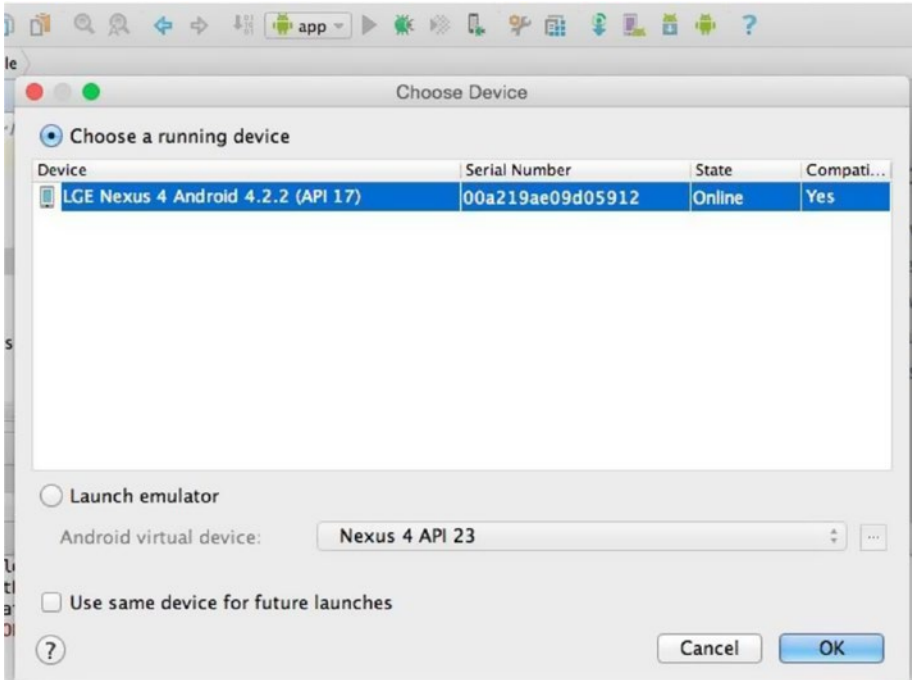 app
?
le
Choose Device
Choose a running device
Device Serial Number State Compati...
LGE Nexus 4 Android 4.2.2 (API 17) 00a219ae09d05912 Online Yes
s
Launch emulator
Android virtual device: Nexus 4 API 23 ...
Use same device for future launches
? Cancel OK